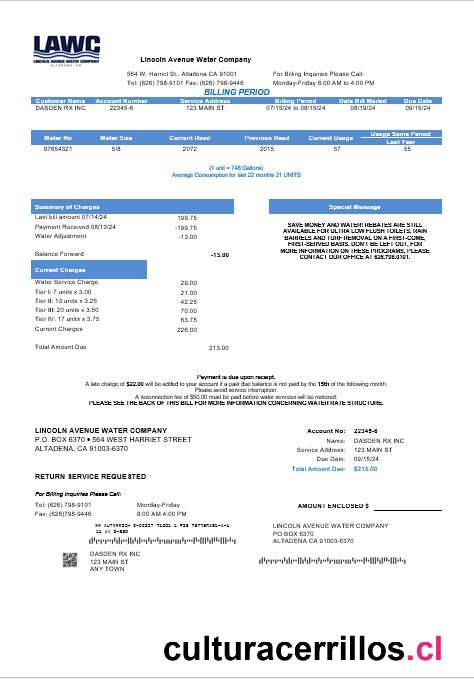 LAWC
LINCOLN AVENUE WATER COMPANY
ALTADENA, CA
Lincoln Avenue Water Company
564 W. Harriet St., Altadena CA 91001
Tel: (626) 798-9101 Fax: (626) 798-9446
For Billing Inquiries Please Call:
Monday-Friday 8:00 AM to 4:00 PM
BILLING PERIOD
Customer Name Account Number Service Address Billing Period Date Bill Mailed Due Date
DASDEN RX INC 22345-6 123 MAIN ST 07/15/24 to 08/15/24 08/19/24 09/15/24
Meter No Meter Size Current Read Previous Read Current Usage Usage Same Period
Last Year
87654321 5/8 2072 2015 57 55
(1 unit = 748 Gallons)
Average Consumption for last 22 months 21 UNITS
Summary of Charges
Last bill amount 07/14/24 199.75
Payment Received 08/13/24 -199.75
Water Adjustment -13.00
Balance Forward -13.00
Current Charges
Water Service Charge 29.00
Tier I: 7 units x 3.00 21.00
Tier II: 13 units x 3.25 42.25
Tier III: 20 units x 3.50 70.00
Tier IV: 17 units x 3.75 63.75
Current Charges 226.00
Total Amount Due 213.00
Special Message
SAVE MONEY AND WATER! REBATES ARE STILL
AVAILABLE FOR ULTRA LOW FLUSH TOILETS, RAIN
BARRELS AND TURF REMOVAL ON A FIRST-COME,
FIRST-SERVED BASIS. DON'T BE LEFT OUT, FOR
MORE INFORMATION ON THESE PROGRAMS, PLEASE
CONTACT OUR OFFICE AT 626.798.9101.
Payment is due upon receipt.
A late charge of $22.00 will be added to your account if a past due balance is not paid by the 15th of the following month.
Please avoid service interruption.
A reconnection fee of $50.00 must be paid before water services will be restored.
PLEASE SEE THE BACK OF THIS BILL FOR MORE INFORMATION CONCERNING WATER RATE STRUCTURE.
LINCOLN AVENUE WATER COMPANY
P.O. BOX 6370 • 564 WEST HARRIET STREET
ALTADENA, CA 91003-6370
Account No: 22345-6
Name: DASDEN RX INC
Service Address: 123 MAIN ST
Due Date: 09/15/24
Total Amount Due: $213.00
RETURN SERVICE REQUESTED
For Billing Inquiries Please Call:
Tel: (626) 798-9101 Monday-Friday
Fax: (626)798-9446 8:00 AM 4:00 PM
AMOUNT ENCLOSED $
DASDEN RX INC
123 MAIN ST
ANY TOWN
LINCOLN AVENUE WATER COMPANY
PO BOX 6370
ALTADENA CA 91003-6370
culturacerrillos.cl